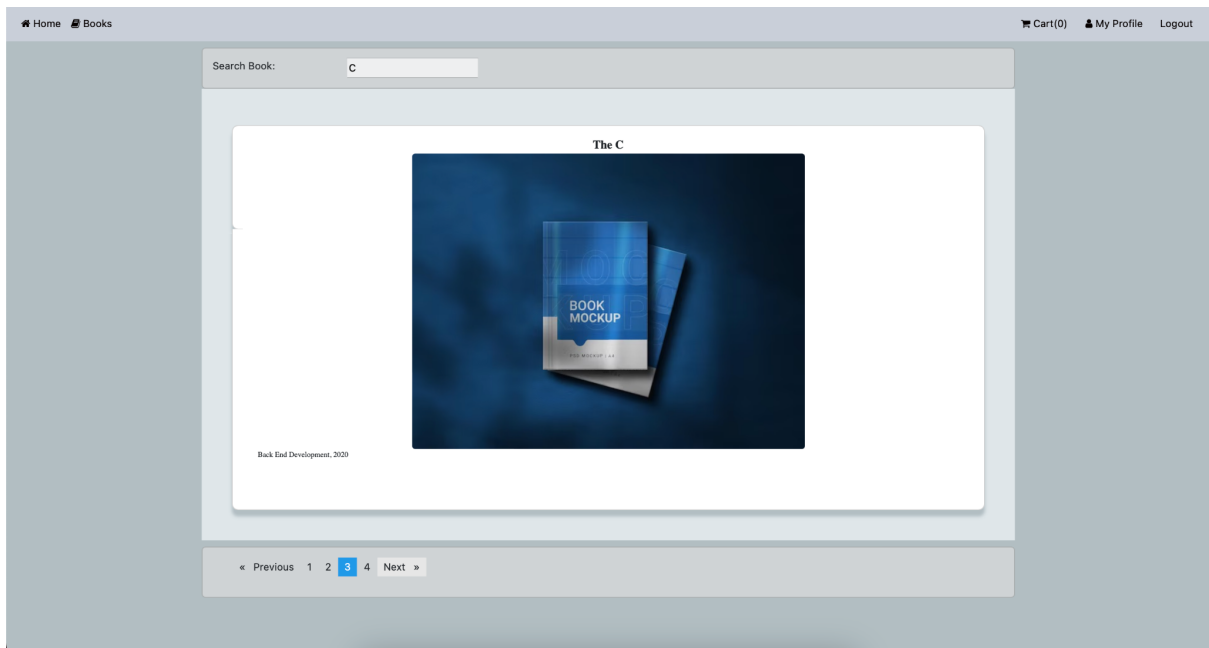 Home Books Cart(0) My Profile Logout
Search Book: C
The C
BOOK
MOCKUP
Back End Development, 2020
« Previous 1 2 3 4 Next »